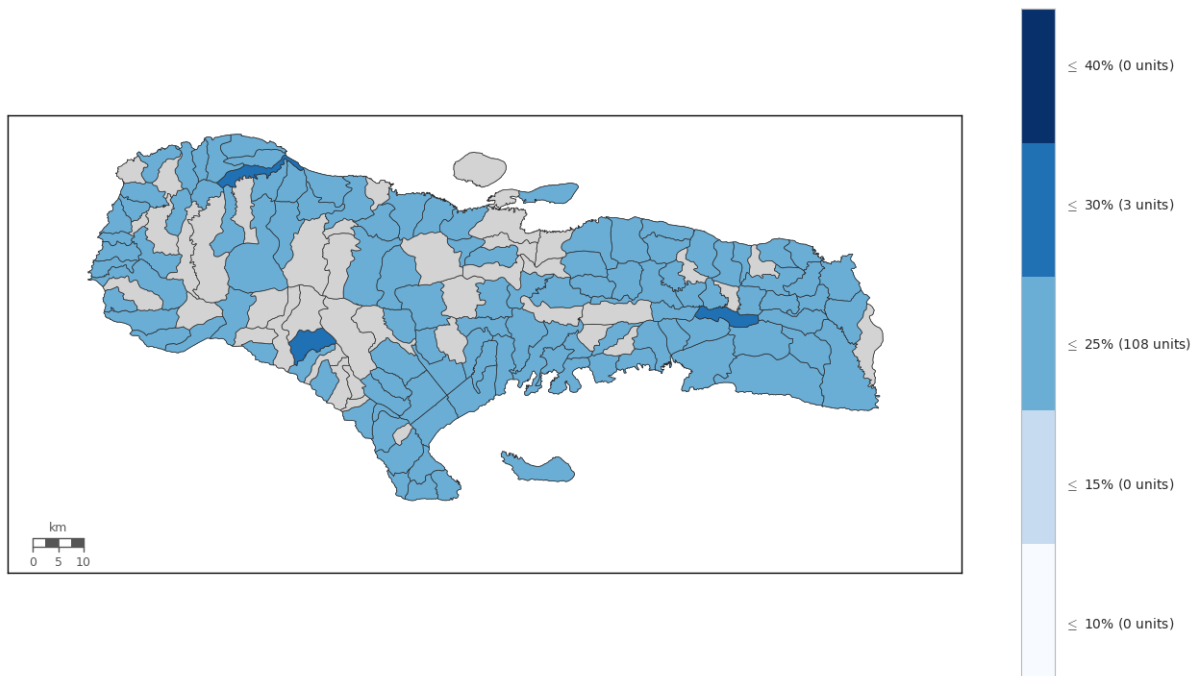 ≤ 40% (0 units)
≤ 30% (3 units)
≤ 25% (108 units)
≤ 15% (0 units)
≤ 10% (0 units)
km
0 5 10